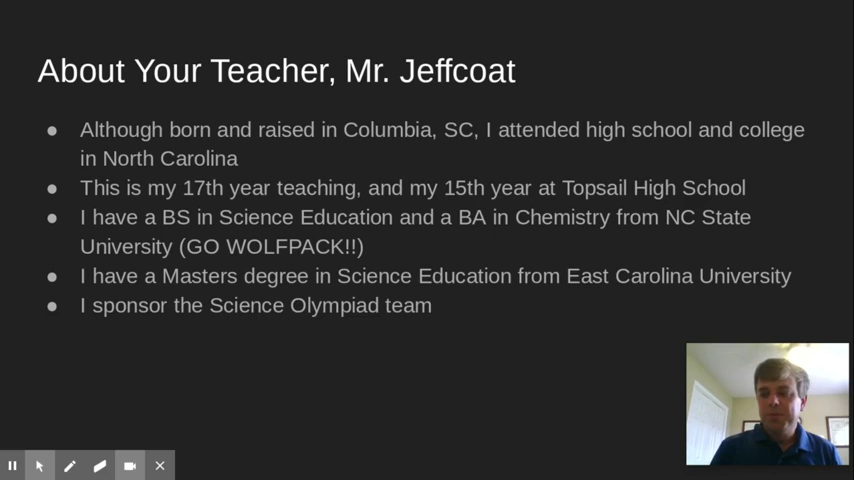 About Your Teacher, Mr. Jeffcoat
● Although born and raised in Columbia, SC, I attended high school and college
in North Carolina
● This is my 17th year teaching, and my 15th year at Topsail High School
● I have a BS in Science Education and a BA in Chemistry from NC State
University (GO WOLFPACK!!)
● I have a Masters degree in Science Education from East Carolina University
● I sponsor the Science Olympiad team